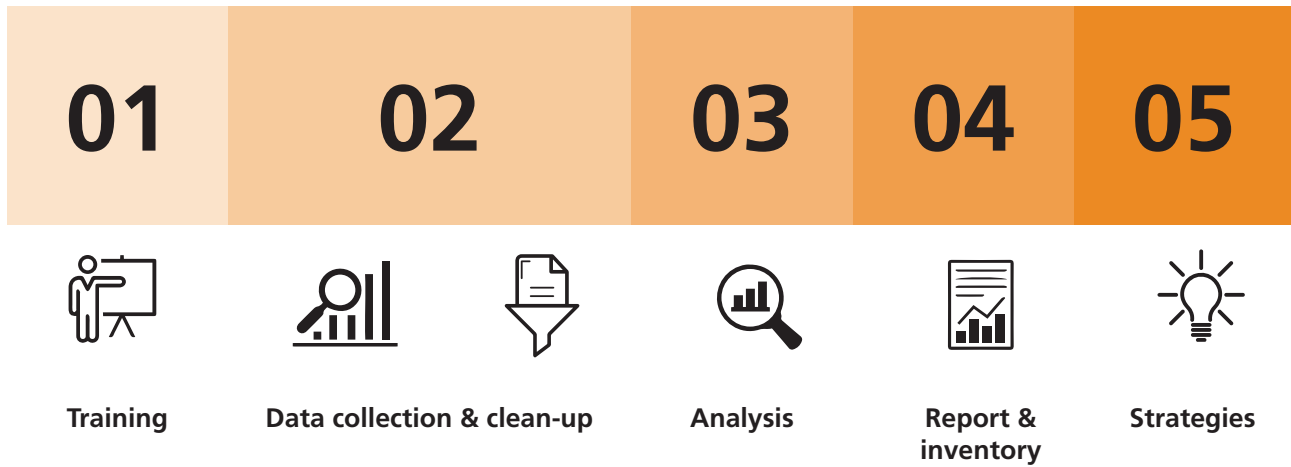 01
02
03
04
05
Training
Data collection & clean-up
Analysis
Report &
inventory
Strategies